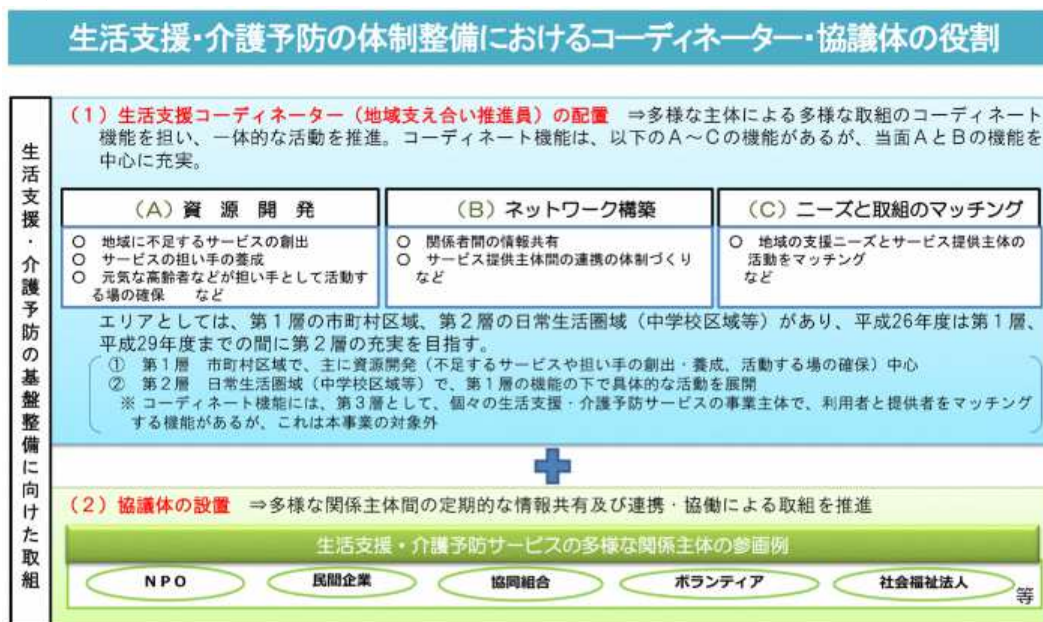 生活支援・介護予防の体制整備におけるコーディネーター・協議体の役割
生活支援・介護予防の基盤整備に向けた取組
（１）生活支援コーディネーター（地域支え合い推進員）の配置　⇒多様な主体による多様な取組のコーディネート
機能を担い、一体的な活動を推進。コーディネート機能は、以下のＡ～Ｃの機能があるが、当面ＡとＢの機能を
中心に充実。
（A）資　源　開　発
○　地域に不足するサービスの創出
○　サービスの担い手の養成
○　元気な高齢者などが担い手として活動す
る場の確保　　など
（B）ネットワーク構築
○　関係者間の情報共有
○　サービス提供主体間の連携の体制づくり
など
（C）ニーズと取組のマッチング
○　地域の支援ニーズとサービス提供主体の
活動をマッチング
など
エリアとしては、第１層の市町村区域、第２層の日常生活圏域（中学校区域等）があり、平成26年度は第１層、
平成29年度までの間に第２層の充実を目指す。
①　第１層　市町村区域で、主に資源開発（不足するサービスや担い手の創出・養成、活動する場の確保）中心
②　第２層　日常生活圏域（中学校区域等）で、第１層の機能の下で具体的な活動を展開
※ コーディネート機能には、第３層として、個々の生活支援・介護予防サービスの事業主体で、利用者と提供者をマッチング
する機能があるが、これは本事業の対象外
（２）協議体の設置　⇒多様な関係主体間の定期的な情報共有及び連携・協働による取組を推進
生活支援・介護予防サービスの多様な関係主体の参画例
ＮＰＯ　民間企業　協同組合　ボランティア　社会福祉法人　等